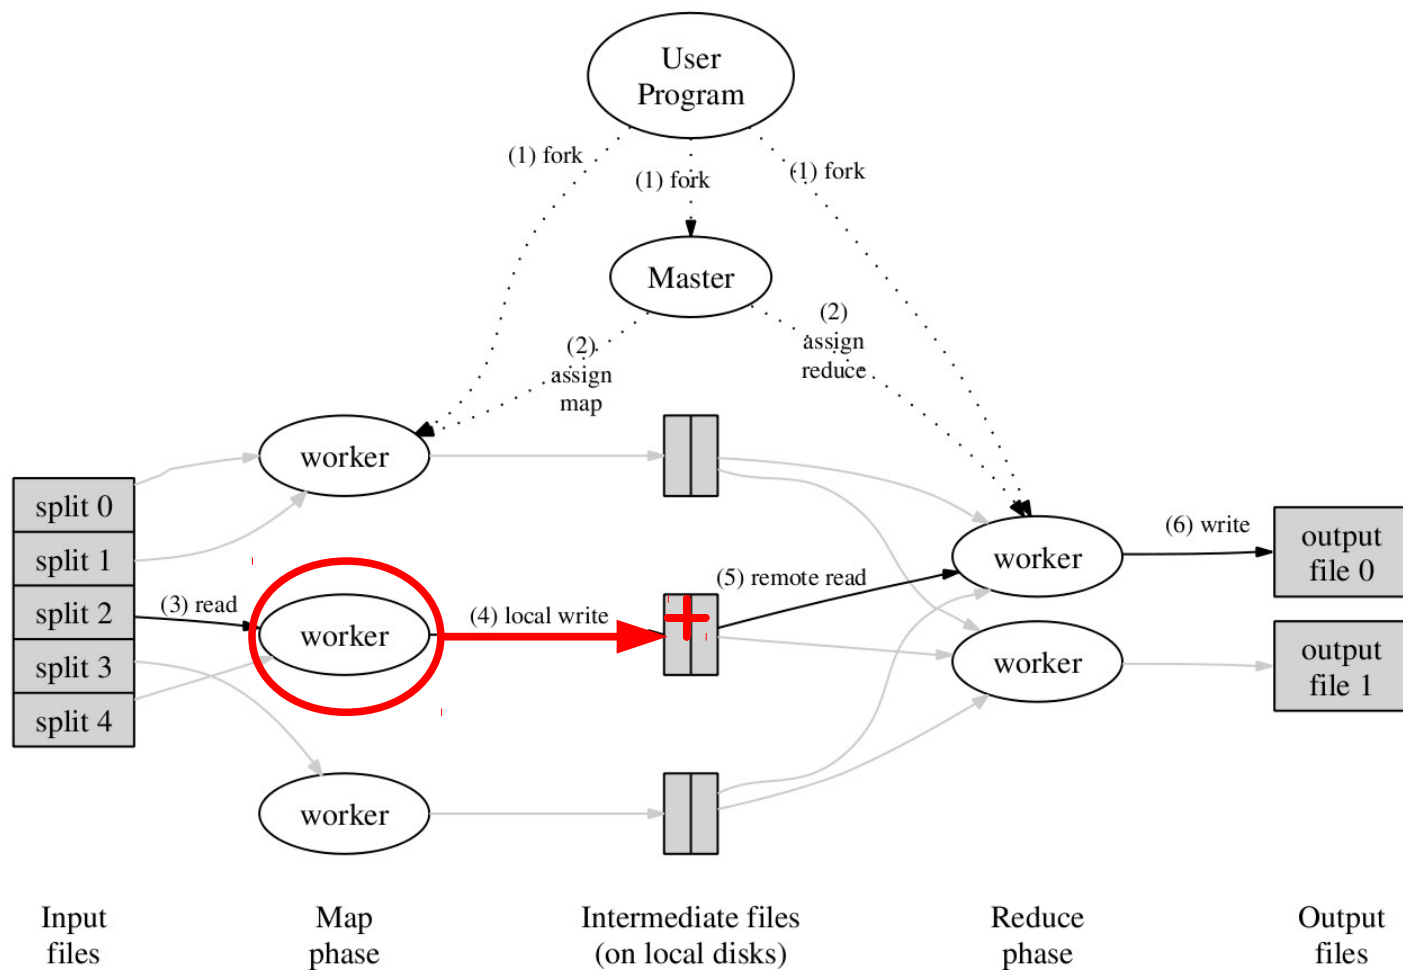 User
Program
(1) fork
(1) fork
(1) fork
Master
(2)
assign
map
(2)
assign
reduce
worker
split 0
split 1
split 2
split 3
split 4
(3) read
worker
(4) local write
(5) remote read
worker
(6) write
output
file 0
worker
output
file 1
worker
Input
files
Map
phase
Intermediate files
(on local disks)
Reduce
phase
Output
files